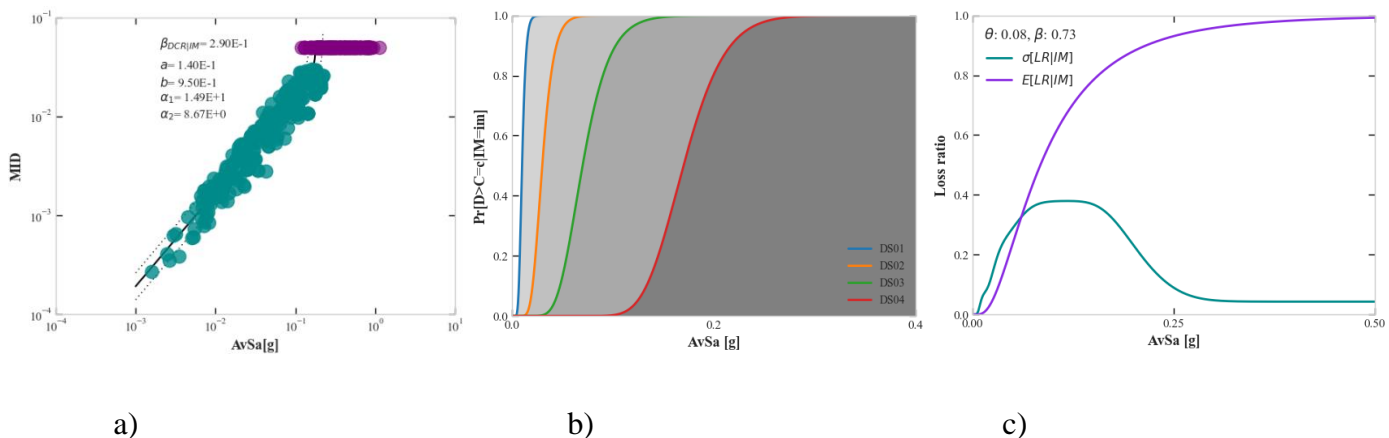 β_DCR|IM = 2.90E-1
a= 1.40E-1
b= 9.50E-1
α₁= 1.49E+1
α₂= 8.67E+0
MID
10⁻¹
10⁻²
10⁻³
10⁻⁴
10⁻⁴
10⁻³
10⁻²
10⁻¹
10⁰
10¹
AvSa[g]
a)
Pr[D>C=c|IM=im]
1.0
0.8
0.6
0.4
0.2
0.0
DS01
DS02
DS03
DS04
0.0
0.2
0.4
AvSa [g]
b)
Loss ratio
1.0
0.8
0.6
0.4
0.2
0.0
θ: 0.08, β: 0.73
σ[LR|IM]
E[LR|IM]
0.00
0.25
0.50
AvSa [g]
c)